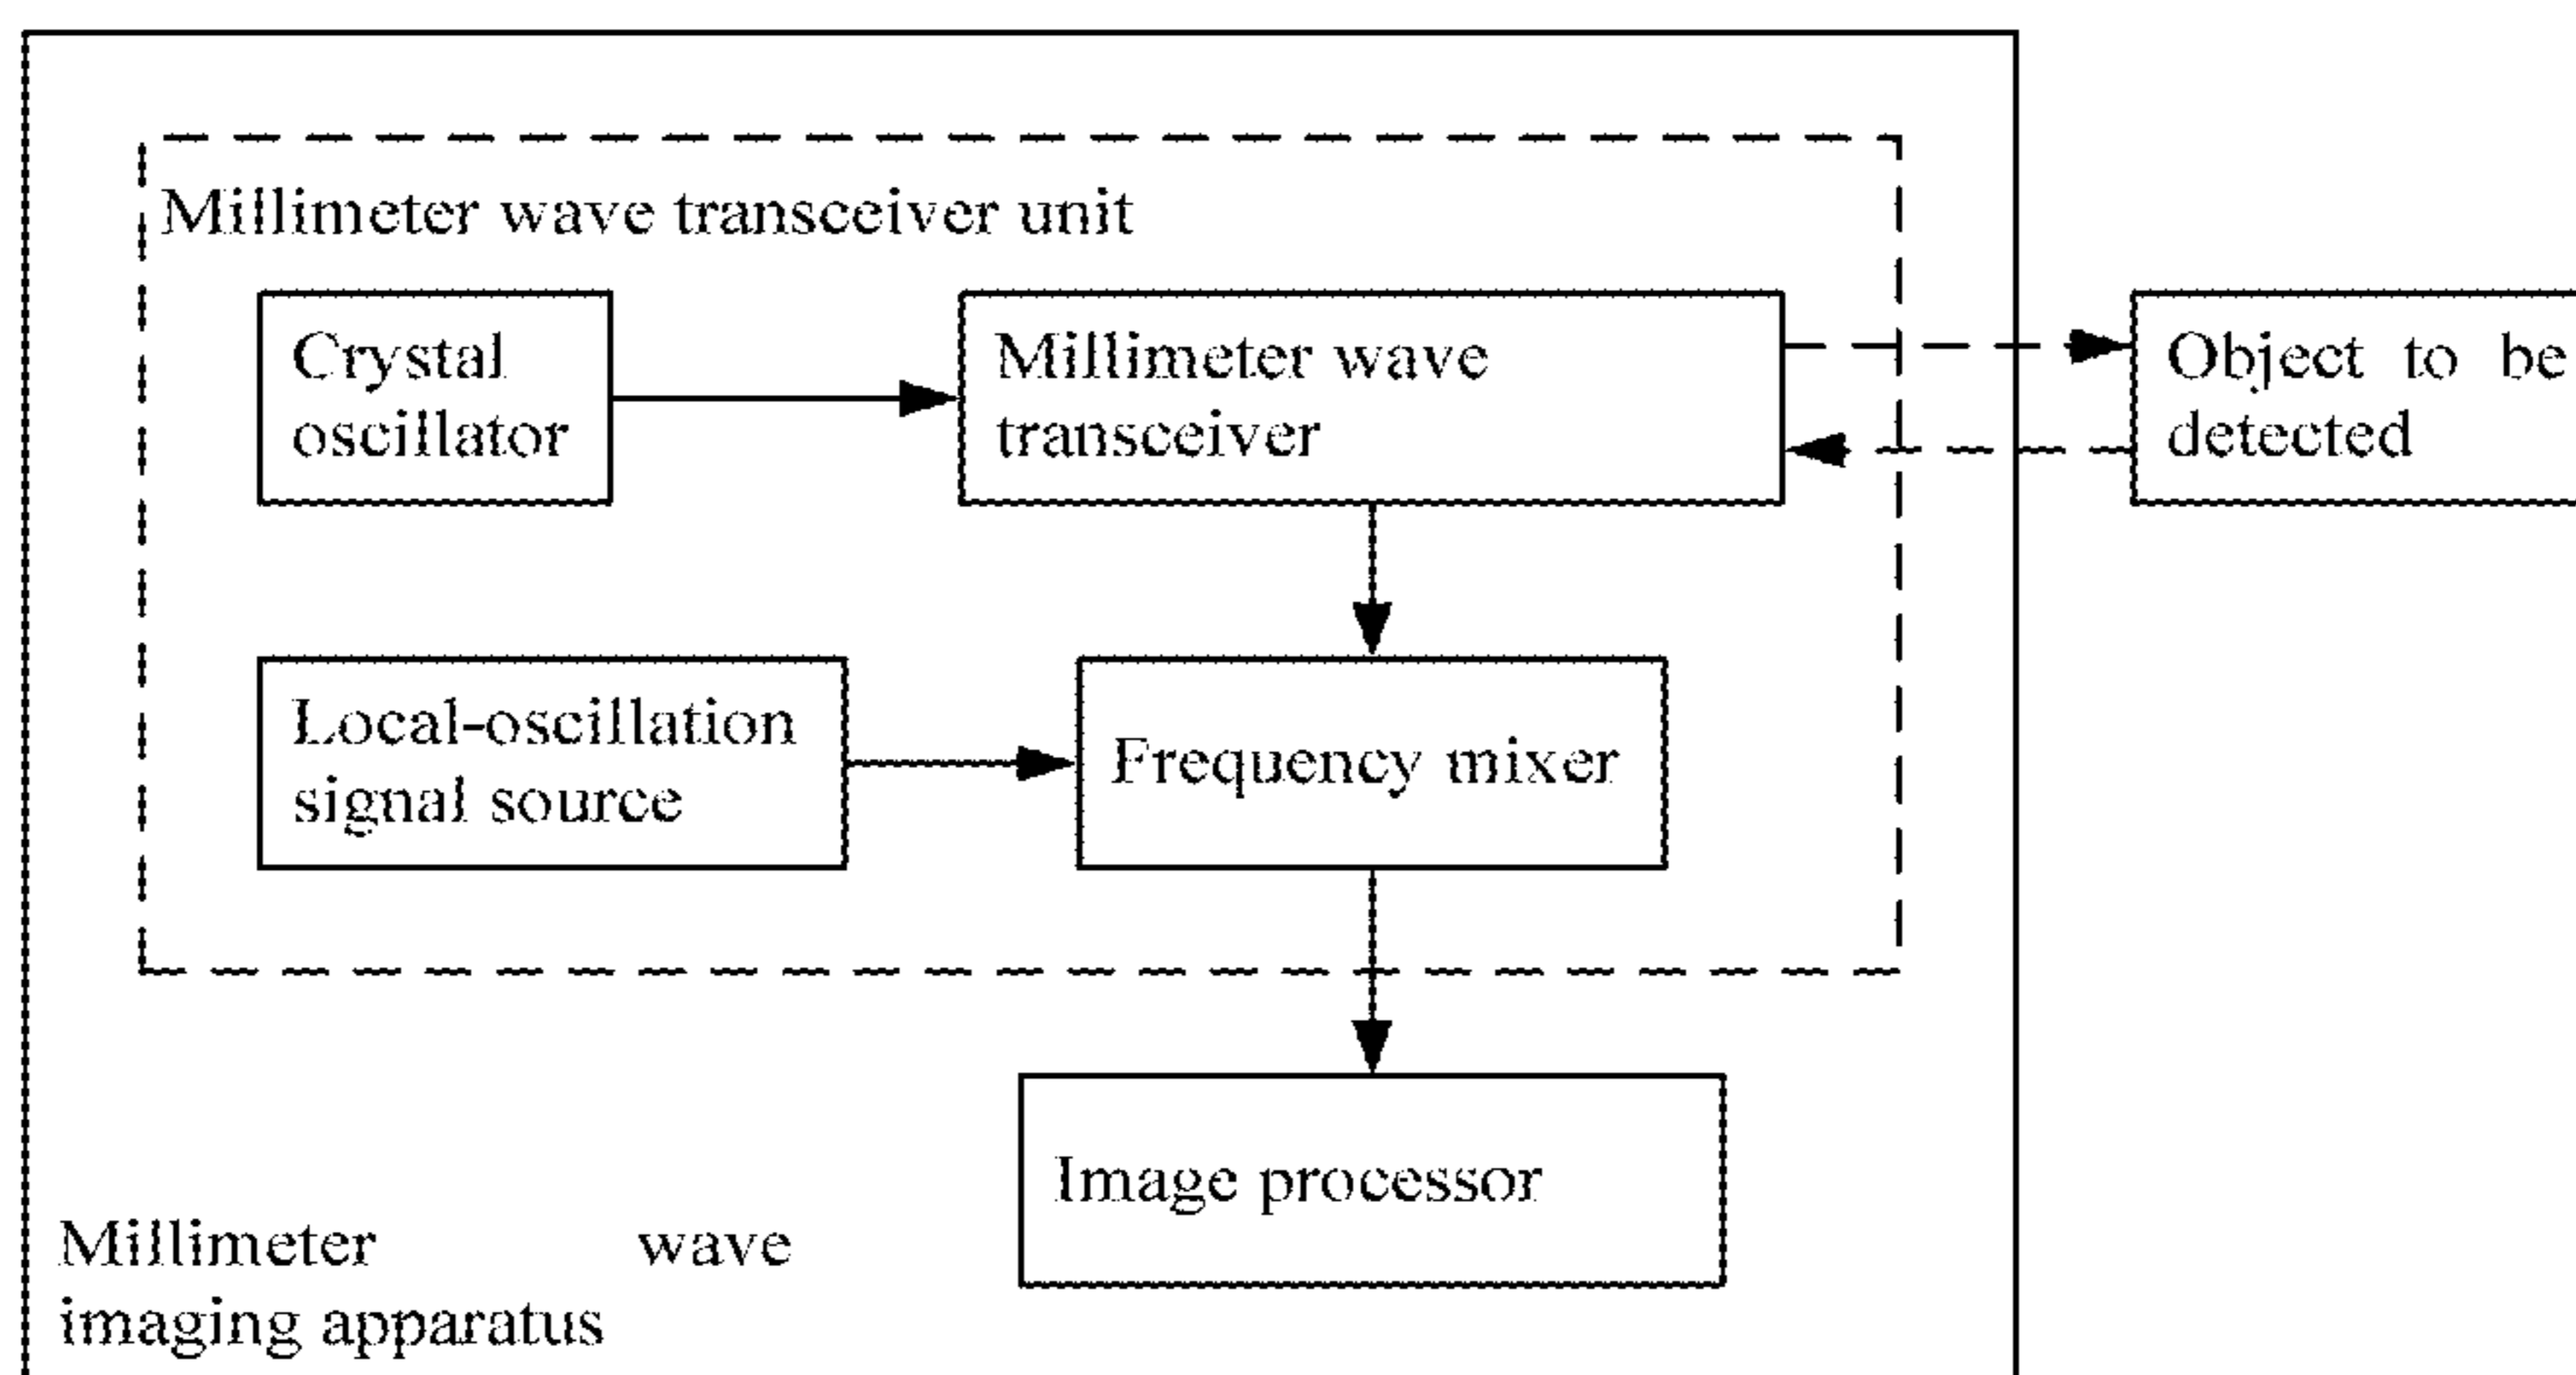 Millimeter wave transceiver unit
Crystal
oscillator
Millimeter wave
transceiver
Object to be
detected
Local-oscillation
signal source
Frequency mixer
Image processor
Millimeter wave
imaging apparatus